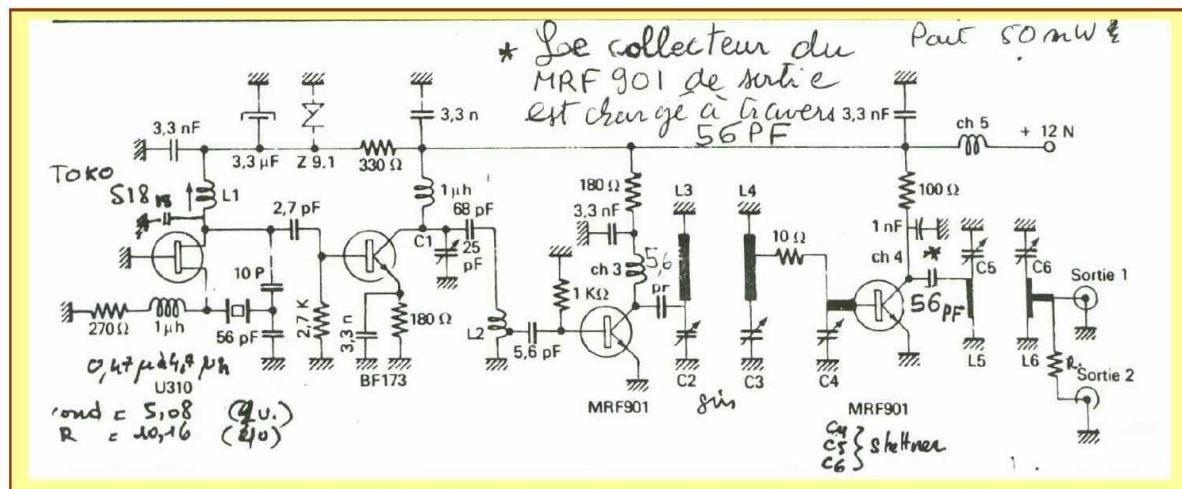 * Le collecteur du
MRF 901 de sortie
est chargé à travers
56 PF
50 mW
3,3 nF
3,3 µF
Z 9.1
330 Ω
3,3 n
3,3 nF
ch 5
+ 12 N
TOKO
S18
L1
2,7 pF
1 µh
68 pF
C1
25
pF
180 Ω
3,3 nF
ch 3
5,6
L3
L4
10 Ω
100 Ω
1 nF
ch 4
*
56 PF
C5
C6
Sortie 1
10 P
270 Ω
1 µh
56 pF
2,7 K
3,3 n
180 Ω
L2
5,6 pF
1 KΩ
C2
C3
C4
L5
L6
R.
Sortie 2
0,47 µ à 4,7 µh
U310
BF173
MRF901
MRF901
= 5,08
R = 10,16
C4
C5 } Stettner
C6